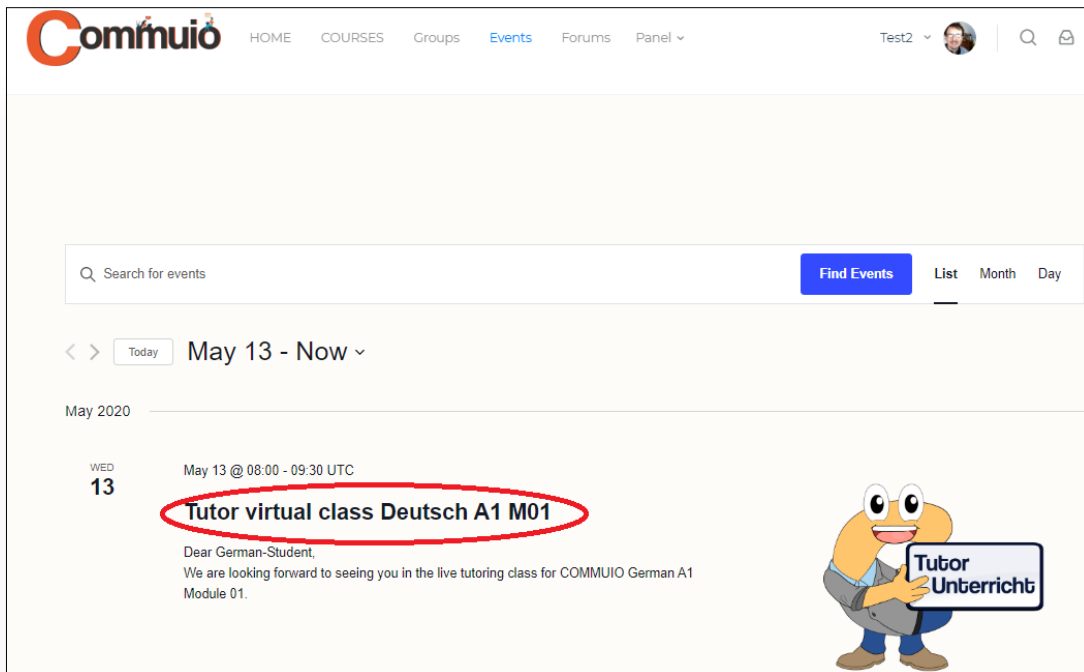 Commuio HOME COURSES Groups Events Forums Panel Test2
Search for events Find Events List Month Day
Today May 13 - Now
May 2020
WED May 13 @ 08:00 - 09:30 UTC
13
Tutor virtual class Deutsch A1 M01
Dear German-Student,
We are looking forward to seeing you in the live tutoring class for COMMUIO German A1
Module 01.
Tutor
Unterricht